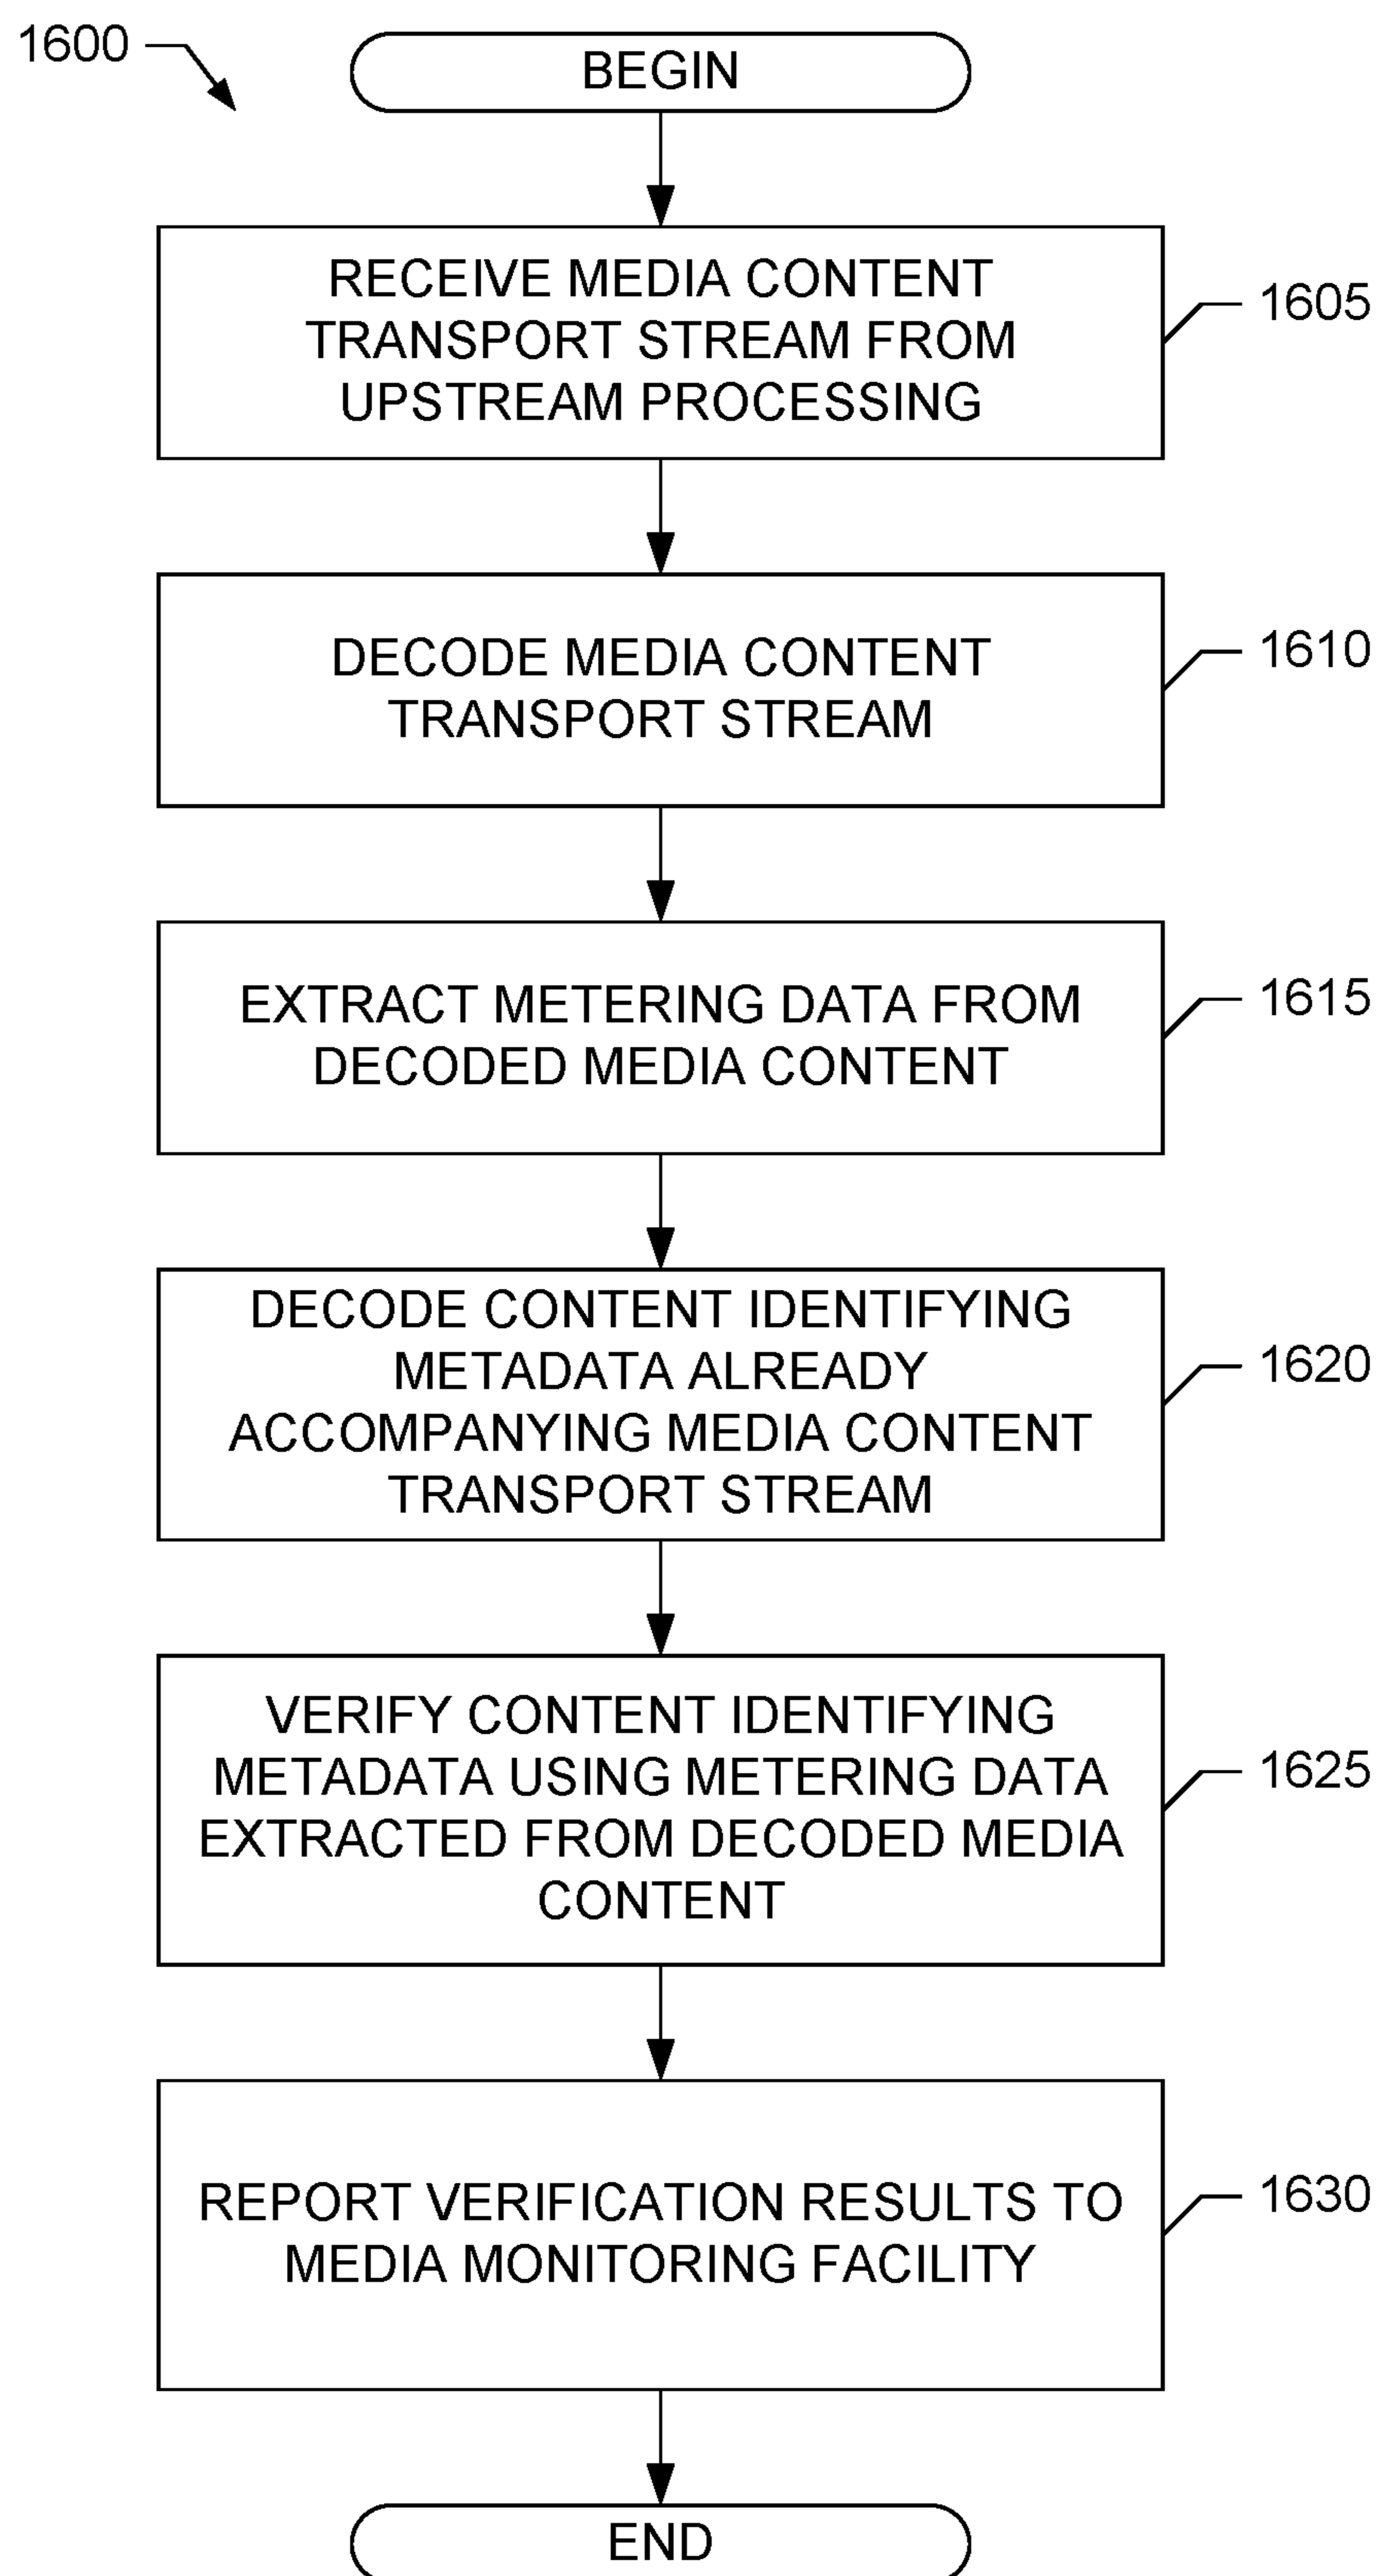 1600
BEGIN
RECEIVE MEDIA CONTENT
TRANSPORT STREAM FROM
UPSTREAM PROCESSING
1605
DECODE MEDIA CONTENT
TRANSPORT STREAM
1610
EXTRACT METERING DATA FROM
DECODED MEDIA CONTENT
1615
DECODE CONTENT IDENTIFYING
METADATA ALREADY
ACCOMPANYING MEDIA CONTENT
TRANSPORT STREAM
1620
VERIFY CONTENT IDENTIFYING
METADATA USING METERING DATA
EXTRACTED FROM DECODED MEDIA
CONTENT
1625
REPORT VERIFICATION RESULTS TO
MEDIA MONITORING FACILITY
1630
END